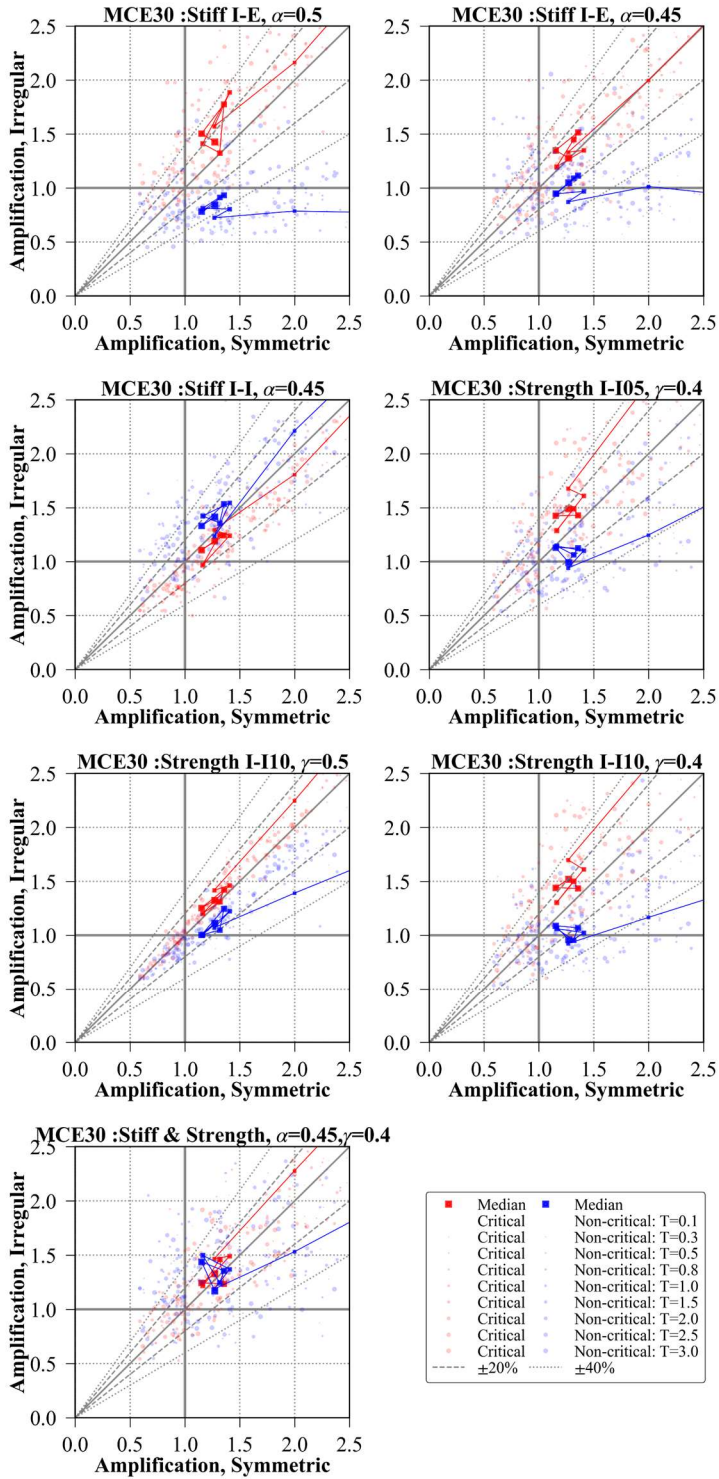 MCE30 :Stiff I-E, α=0.5
2.5
2.0
1.5
1.0
0.5
0.0
Amplification, Irregular
0.0 0.5 1.0 1.5 2.0 2.5
Amplification, Symmetric
MCE30 :Stiff I-E, α=0.45
2.5
2.0
1.5
1.0
0.5
0.0
0.0 0.5 1.0 1.5 2.0 2.5
Amplification, Symmetric
MCE30 :Stiff I-I, α=0.45
2.5
2.0
1.5
1.0
0.5
0.0
Amplification, Irregular
0.0 0.5 1.0 1.5 2.0 2.5
Amplification, Symmetric
MCE30 :Strength I-I05, γ=0.4
2.5
2.0
1.5
1.0
0.5
0.0
0.0 0.5 1.0 1.5 2.0 2.5
Amplification, Symmetric
MCE30 :Strength I-I10, γ=0.5
2.5
2.0
1.5
1.0
0.5
0.0
Amplification, Irregular
0.0 0.5 1.0 1.5 2.0 2.5
Amplification, Symmetric
MCE30 :Strength I-I10, γ=0.4
2.5
2.0
1.5
1.0
0.5
0.0
0.0 0.5 1.0 1.5 2.0 2.5
Amplification, Symmetric
MCE30 :Stiff & Strength, α=0.45,γ=0.4
2.5
2.0
1.5
1.0
0.5
0.0
Amplification, Irregular
0.0 0.5 1.0 1.5 2.0 2.5
Amplification, Symmetric
Median Median
Critical Non-critical: T=0.1
Critical Non-critical: T=0.3
Critical Non-critical: T=0.5
Critical Non-critical: T=0.8
Critical Non-critical: T=1.0
Critical Non-critical: T=1.5
Critical Non-critical: T=2.0
Critical Non-critical: T=2.5
Critical Non-critical: T=3.0
±20% ±40%